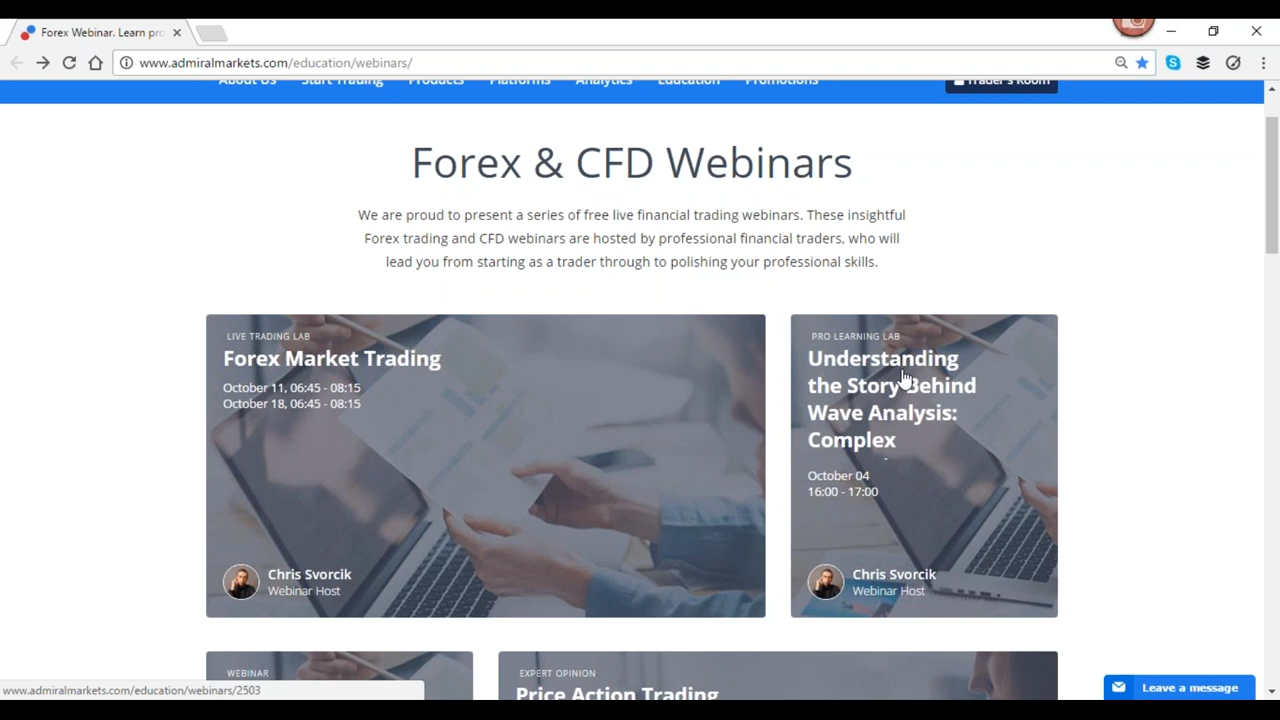 Forex Webinar. Learn pro
www.admiralmarkets.com/education/webinars/
About Us Start Trading Products Platforms Analytics Education Promotions Trader's Room
Forex & CFD Webinars
We are proud to present a series of free live financial trading webinars. These insightful
Forex trading and CFD webinars are hosted by professional financial traders, who will
lead you from starting as a trader through to polishing your professional skills.
LIVE TRADING LAB
Forex Market Trading
October 11, 06:45 - 08:15
October 18, 06:45 - 08:15
Chris Svorcik
Webinar Host
PRO LEARNING LAB
Understanding
the Story Behind
Wave Analysis:
Complex
October 04
16:00 - 17:00
Chris Svorcik
Webinar Host
WEBINAR
EXPERT OPINION
Price Action Trading
www.admiralmarkets.com/education/webinars/2503
Leave a message